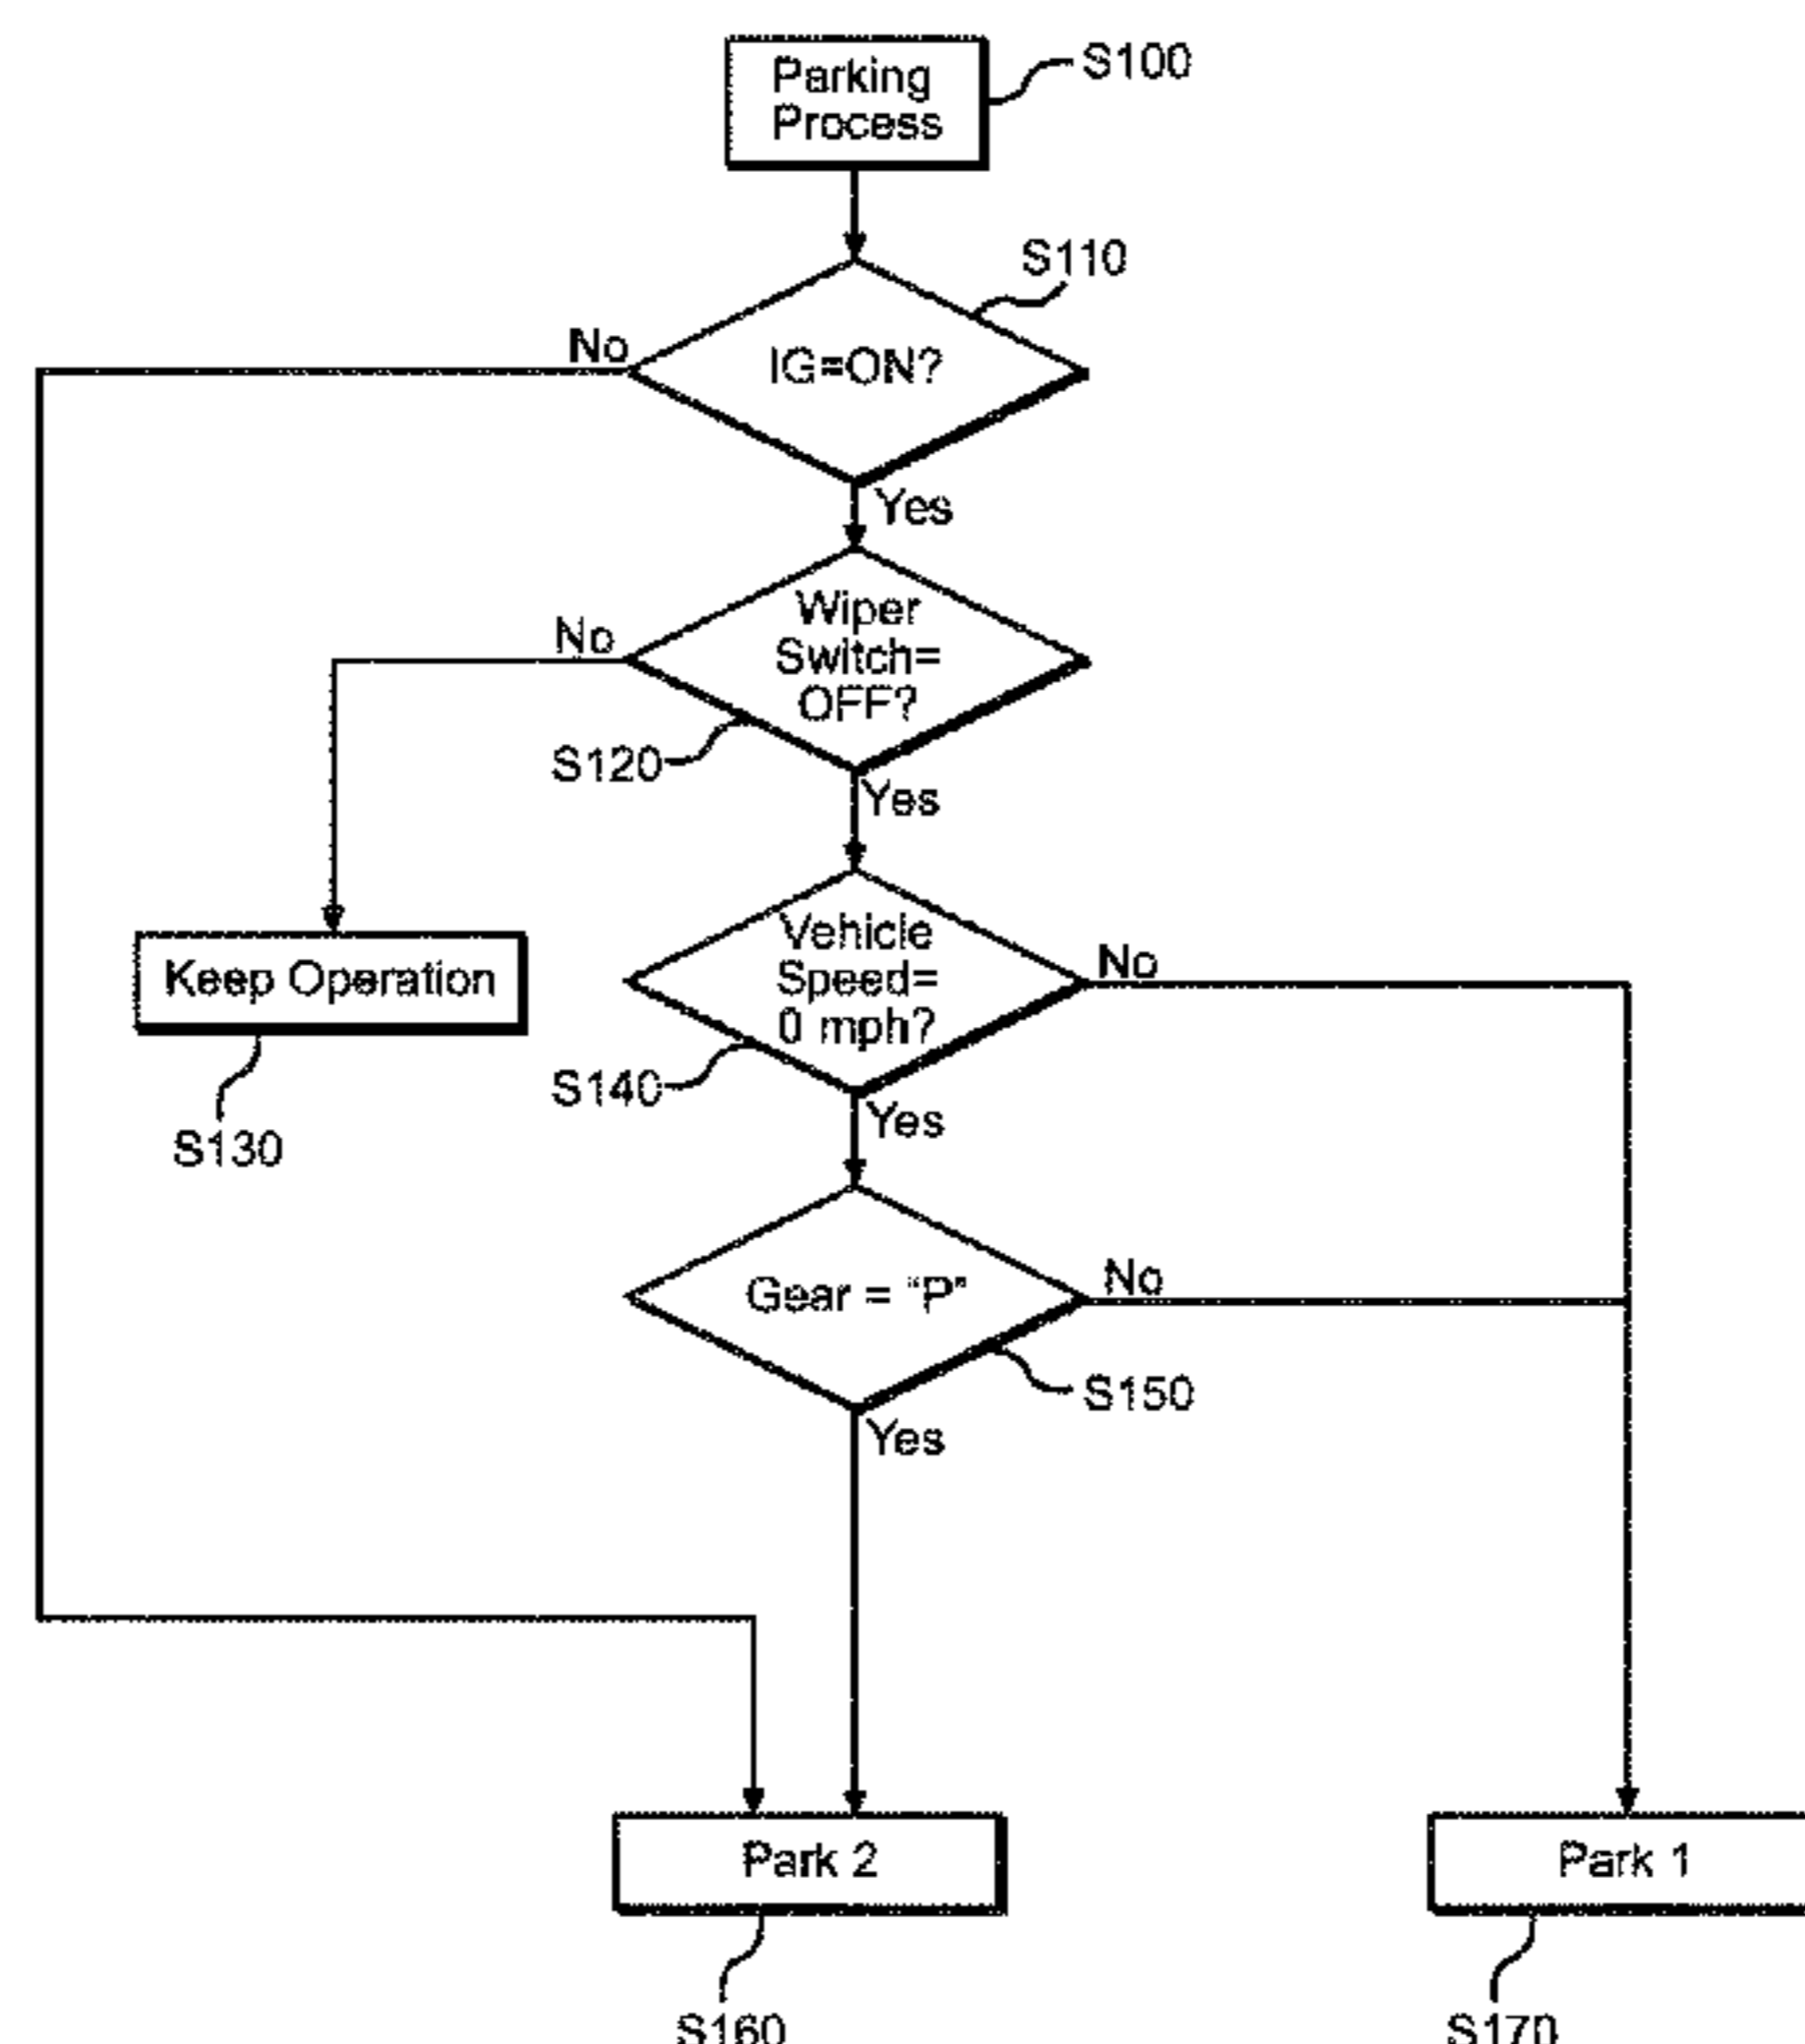 Parking
Process
S100
S110
No
IG=ON?
Yes
Wiper
Switch=
OFF?
No
S120
Yes
Vehicle
Speed=
0 mph?
No
Keep Operation
S140
Yes
S130
Gear = “P”
No
S150
Yes
Park 2
Park 1
S160
S170